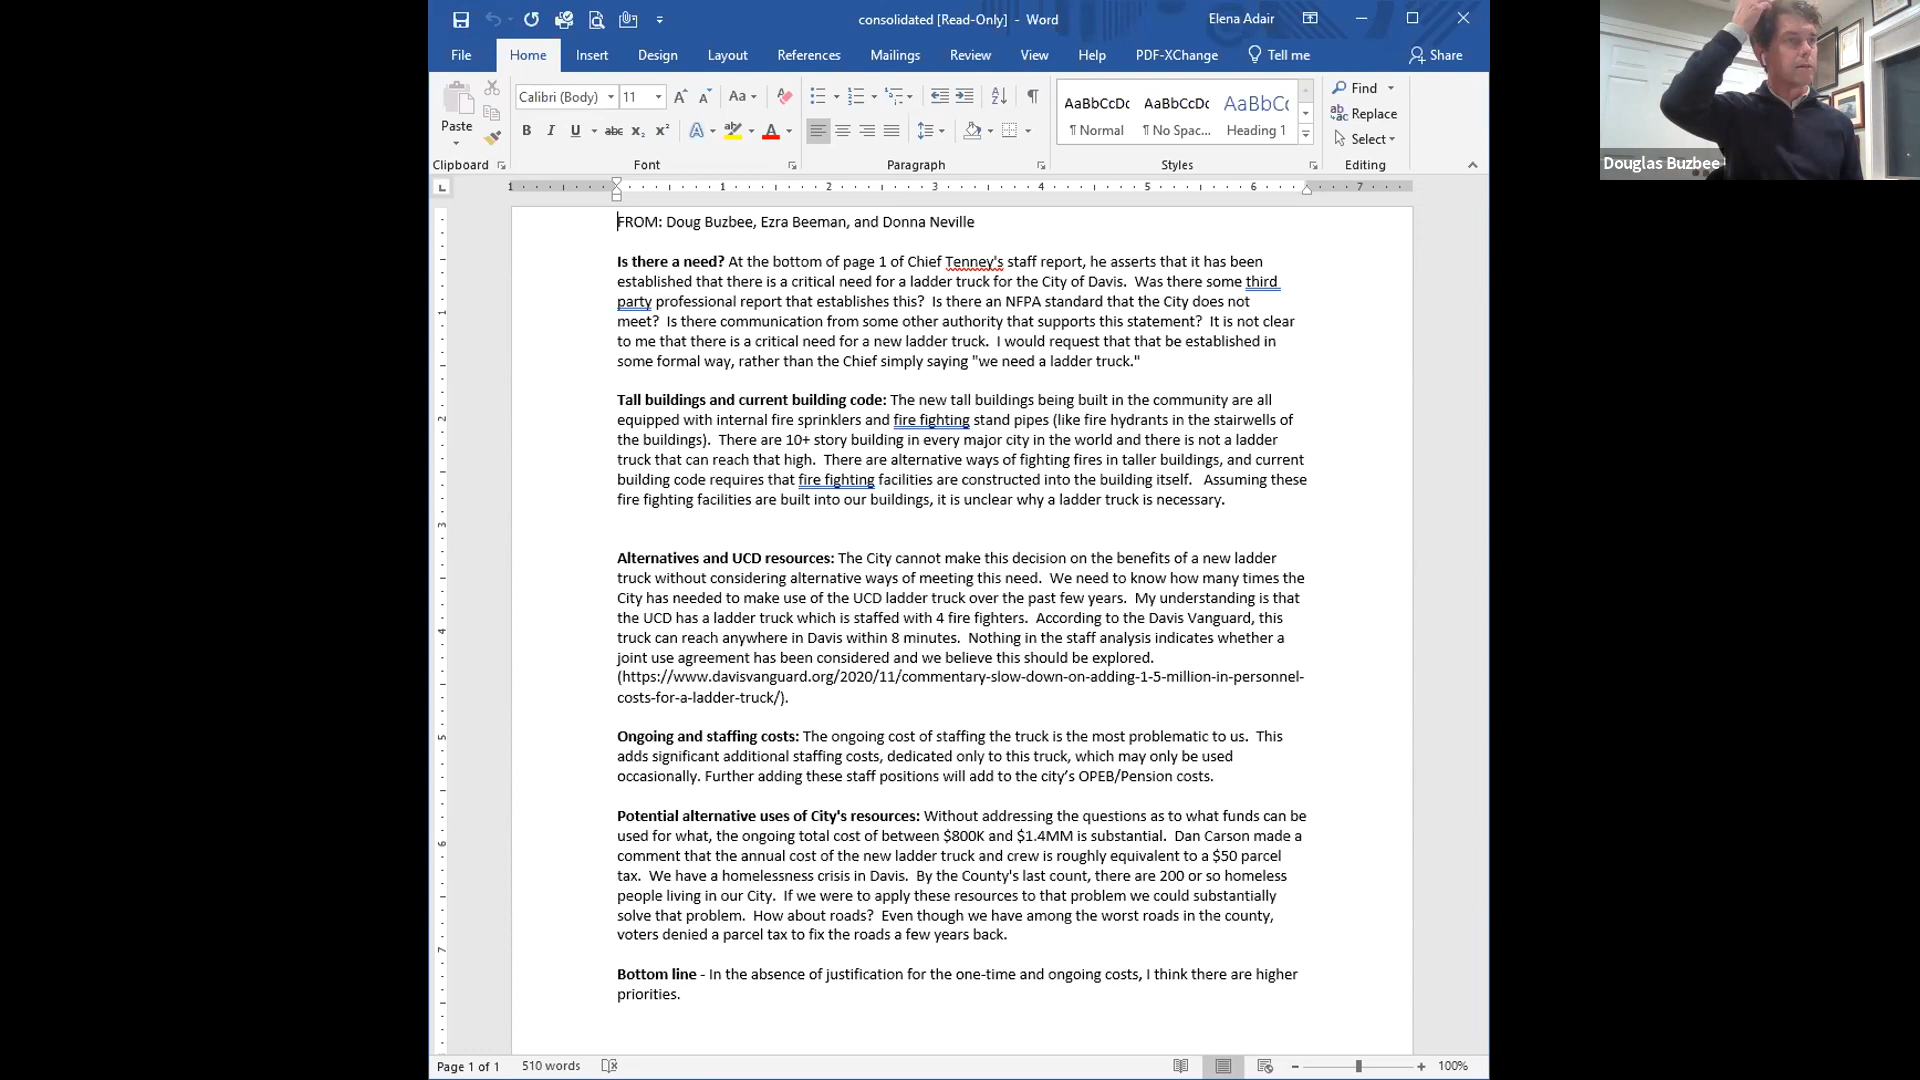 consolidated [Read-Only] - Word
Elena Adair
File Home Insert Design Layout References Mailings Review View Help PDF-XChange Tell me Share
Paste
Calibri (Body) 11
Aa
B I U abc x₂ x² A A
AaBbCcDc AaBbCcDc AaBbCc
¶ Normal ¶ No Spac... Heading 1
Find
Replace
Select
Clipboard Font Paragraph Styles Editing
1 1 2 3 4 5 6 7
FROM: Doug Buzbee, Ezra Beeman, and Donna Neville
Is there a need? At the bottom of page 1 of Chief Tenney's staff report, he asserts that it has been
established that there is a critical need for a ladder truck for the City of Davis. Was there some third
party professional report that establishes this? Is there an NFPA standard that the City does not
meet? Is there communication from some other authority that supports this statement? It is not clear
to me that there is a critical need for a new ladder truck. I would request that that be established in
some formal way, rather than the Chief simply saying "we need a ladder truck."
Tall buildings and current building code: The new tall buildings being built in the community are all
equipped with internal fire sprinklers and fire fighting stand pipes (like fire hydrants in the stairwells of
the buildings). There are 10+ story building in every major city in the world and there is not a ladder
truck that can reach that high. There are alternative ways of fighting fires in taller buildings, and current
building code requires that fire fighting facilities are constructed into the building itself. Assuming these
fire fighting facilities are built into our buildings, it is unclear why a ladder truck is necessary.
Alternatives and UCD resources: The City cannot make this decision on the benefits of a new ladder
truck without considering alternative ways of meeting this need. We need to know how many times the
City has needed to make use of the UCD ladder truck over the past few years. My understanding is that
the UCD has a ladder truck which is staffed with 4 fire fighters. According to the Davis Vanguard, this
truck can reach anywhere in Davis within 8 minutes. Nothing in the staff analysis indicates whether a
joint use agreement has been considered and we believe this should be explored.
(https://www.davisvanguard.org/2020/11/commentary-slow-down-on-adding-1-5-million-in-personnel-
costs-for-a-ladder-truck/).
Ongoing and staffing costs: The ongoing cost of staffing the truck is the most problematic to us. This
adds significant additional staffing costs, dedicated only to this truck, which may only be used
occasionally. Further adding these staff positions will add to the city's OPEB/Pension costs.
Potential alternative uses of City's resources: Without addressing the questions as to what funds can be
used for what, the ongoing total cost of between $800K and $1.4MM is substantial. Dan Carson made a
comment that the annual cost of the new ladder truck and crew is roughly equivalent to a $50 parcel
tax. We have a homelessness crisis in Davis. By the County's last count, there are 200 or so homeless
people living in our City. If we were to apply these resources to that problem we could substantially
solve that problem. How about roads? Even though we have among the worst roads in the county,
voters denied a parcel tax to fix the roads a few years back.
Bottom line - In the absence of justification for the one-time and ongoing costs, I think there are higher
priorities.
Page 1 of 1 510 words
100%
Douglas Buzbee